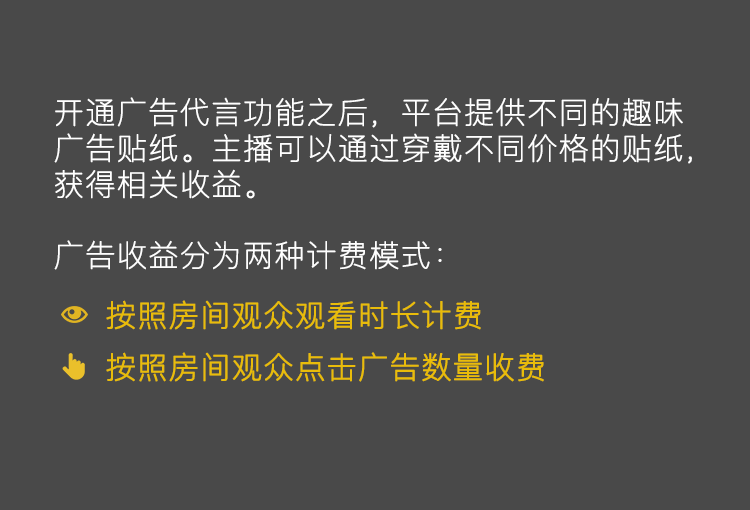 开通广告代言功能之后，平台提供不同的趣味
广告贴纸。主播可以通过穿戴不同价格的贴纸，
获得相关收益。
广告收益分为两种计费模式：
按照房间观众观看时长计费
按照房间观众点击广告数量收费